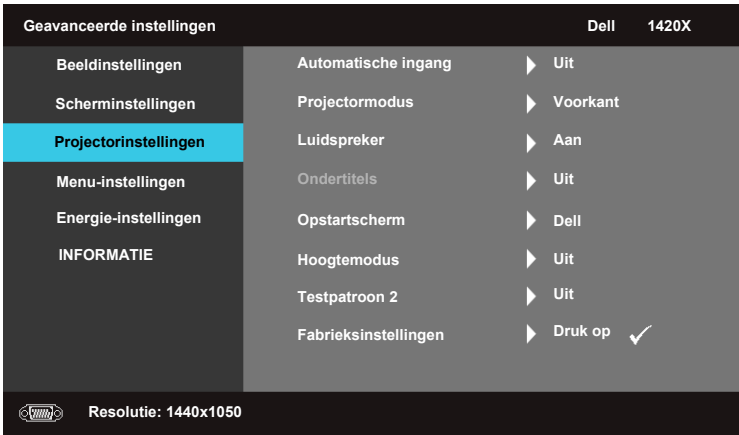 Geavanceerde instellingen Dell 1420X
Beeldinstellingen Automatische ingang Uit
Scherminstellingen Projectormodus Voorkant
Projectorinstellingen Luidspreker Aan
Menu-instellingen Ondertitels Uit
Energie-instellingen Opstartscherm Dell
INFORMATIE Hoogtemodus Uit
Testpatroon 2 Uit
Fabrieksinstellingen Druk op
Resolutie: 1440x1050